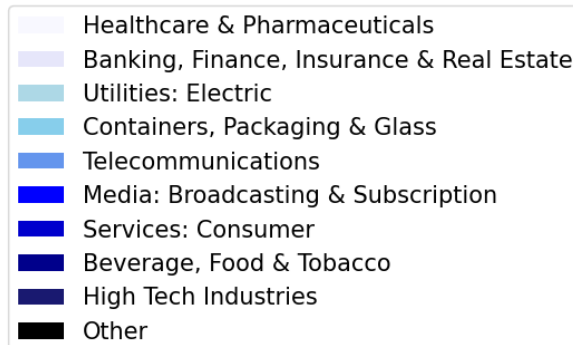 Healthcare & Pharmaceuticals
Banking, Finance, Insurance & Real Estate
Utilities: Electric
Containers, Packaging & Glass
Telecommunications
Media: Broadcasting & Subscription
Services: Consumer
Beverage, Food & Tobacco
High Tech Industries
Other